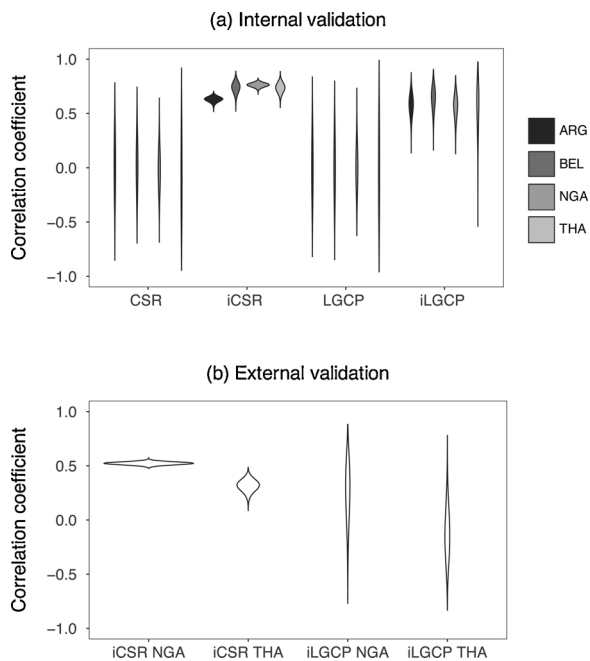 (a) Internal validation
Correlation coefficient
1.0
0.5
0.0
−0.5
−1.0
CSR iCSR LGCP iLGCP
ARG
BEL
NGA
THA
(b) External validation
Correlation coefficient
1.0
0.5
0.0
−0.5
−1.0
iCSR NGA iCSR THA iLGCP NGA iLGCP THA